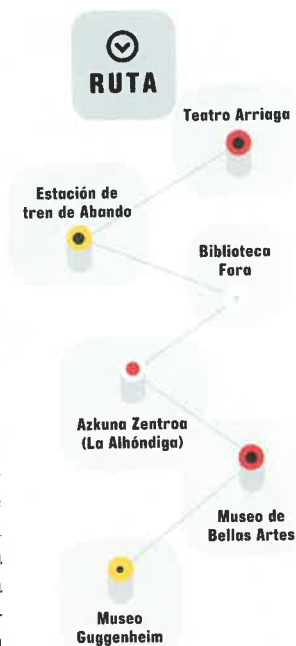 RUTA
Teatro Arriaga
Estación de
tren de Abando
Biblioteca
Fora
Azkuna Zentroa
(La Alhóndiga)
Museo de
Bellas Artes
Museo
Guggenheim